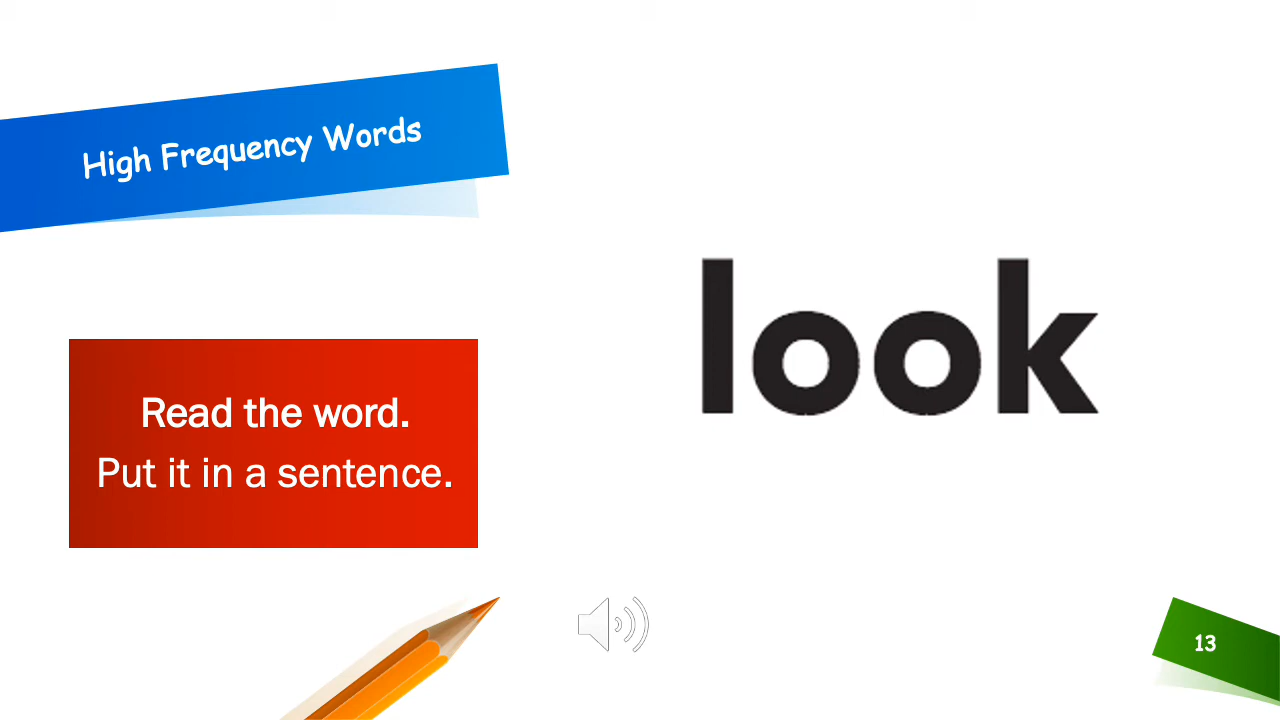 High Frequency Words
look
Read the word.
Put it in a sentence.
13